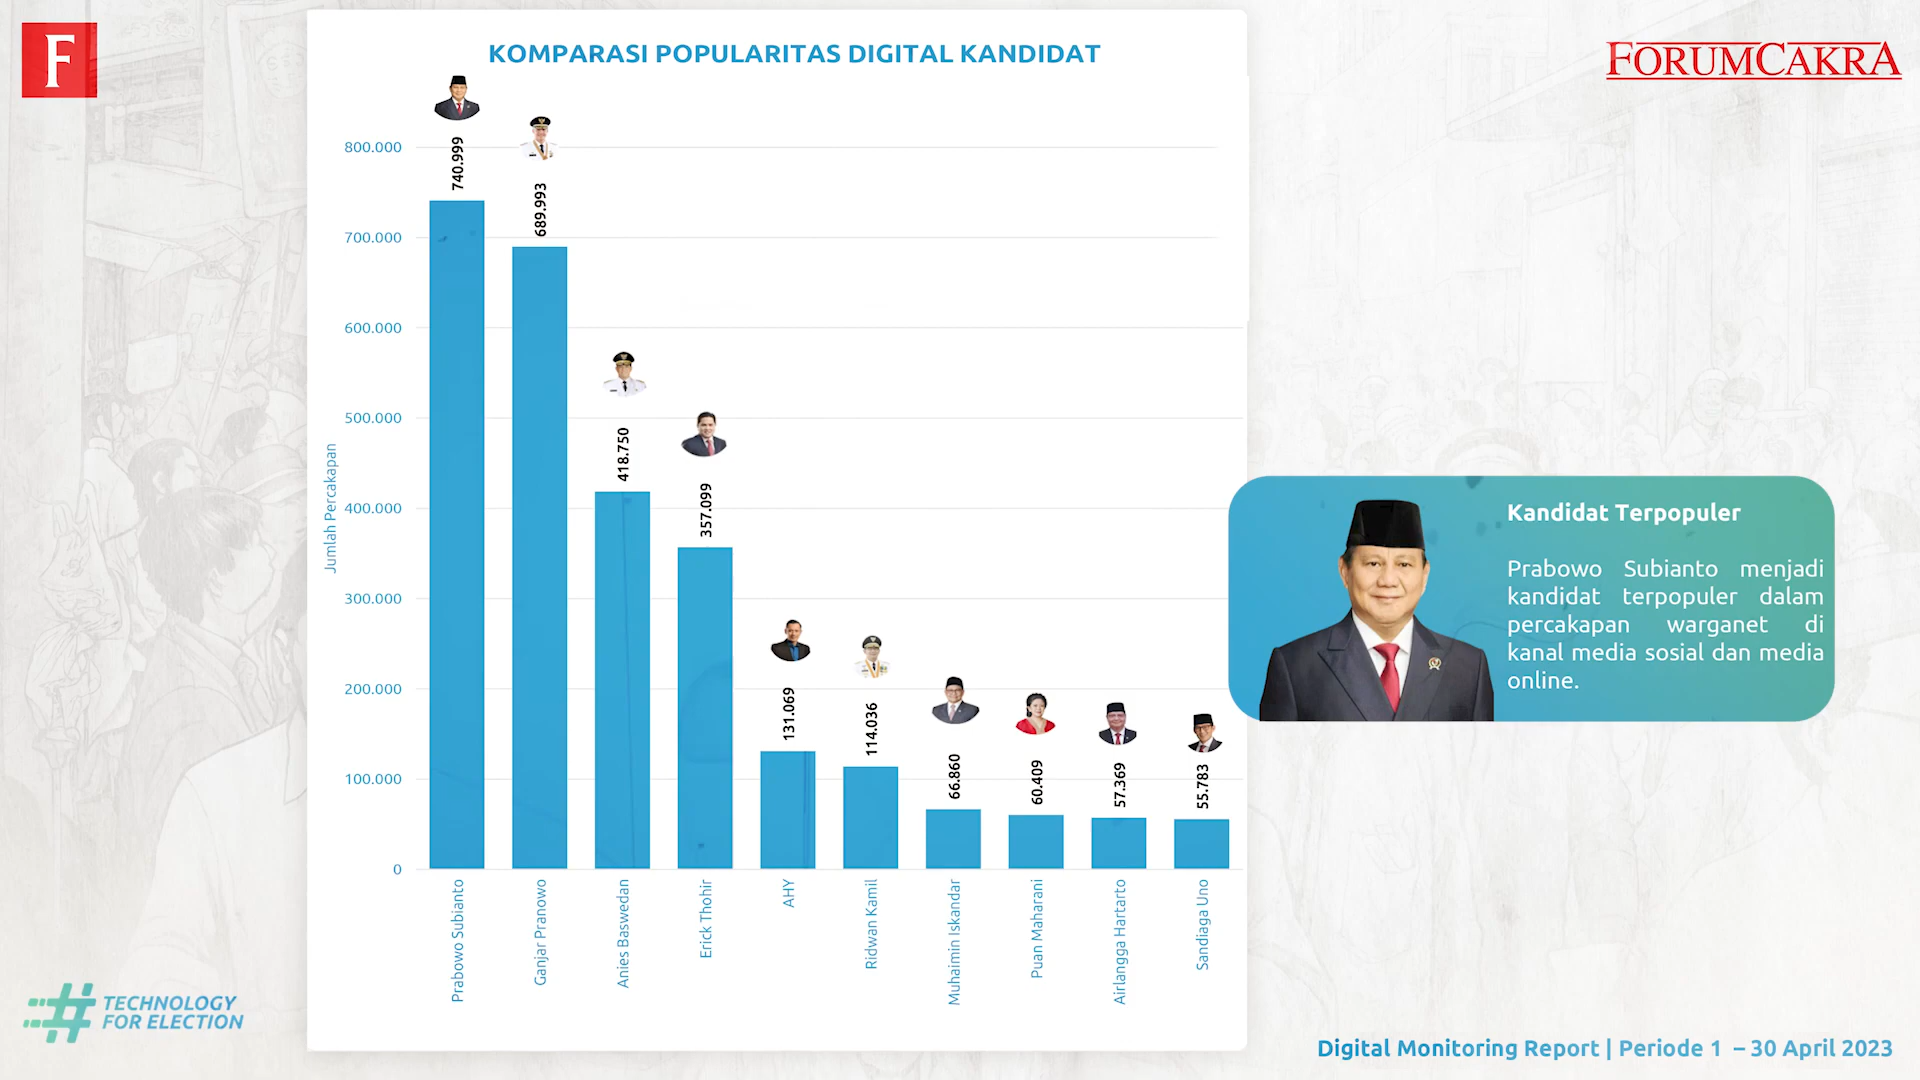 F
KOMPARASI POPULARITAS DIGITAL KANDIDAT
FORUMCAKRA
Jumlah Percakapan
800.000
700.000
600.000
500.000
400.000
300.000
200.000
100.000
0
740.999
689.993
418.750
357.099
131.069
114.036
66.860
60.409
57.369
55.783
Prabowo Subianto
Ganjar Pranowo
Anies Baswedan
Erick Thohir
AHY
Ridwan Kamil
Muhaimin Iskandar
Puan Maharani
Airlangga Hartarto
Sandiaga Uno
Kandidat Terpopuler
Prabowo Subianto menjadi
kandidat terpopuler dalam
percakapan warganet di
kanal media sosial dan media
online.
TECHNOLOGY
FOR ELECTION
Digital Monitoring Report | Periode 1 – 30 April 2023